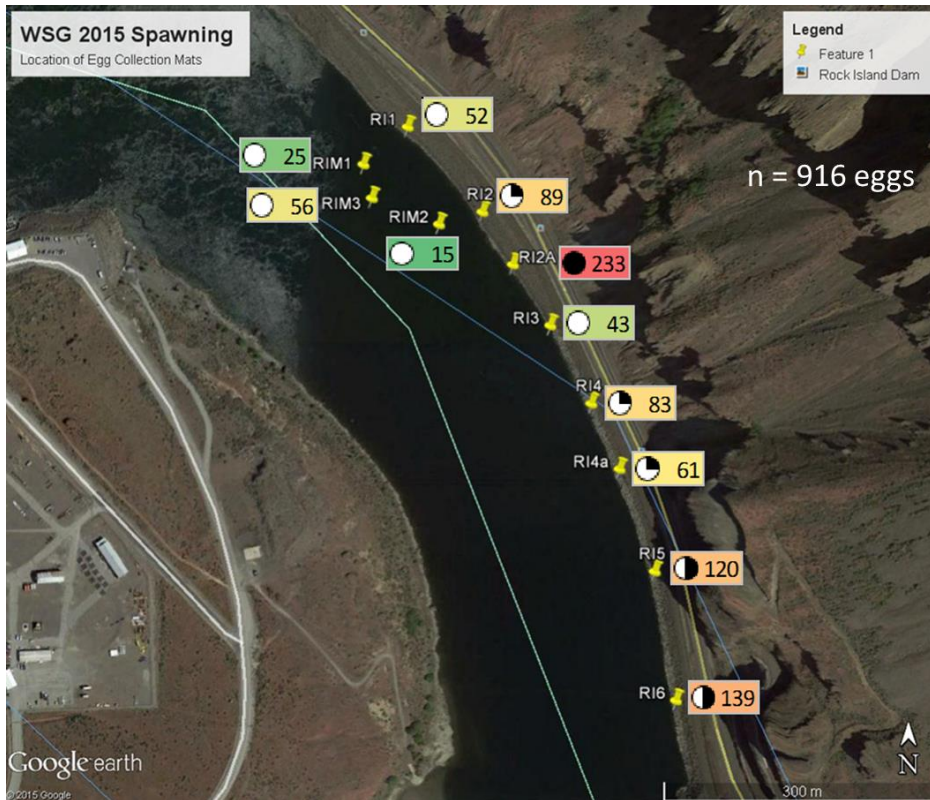 WSG 2015 Spawning
Location of Egg Collection Mats
Legend
Feature 1
Rock Island Dam
n = 916 eggs
RI1
52
25
RIM1
RI2
89
56
RIM3
RIM2
15
RI2A
233
RI3
43
RI4
83
RI4a
61
RI5
120
RI6
139
N
Google earth
© 2015 Google
300 m